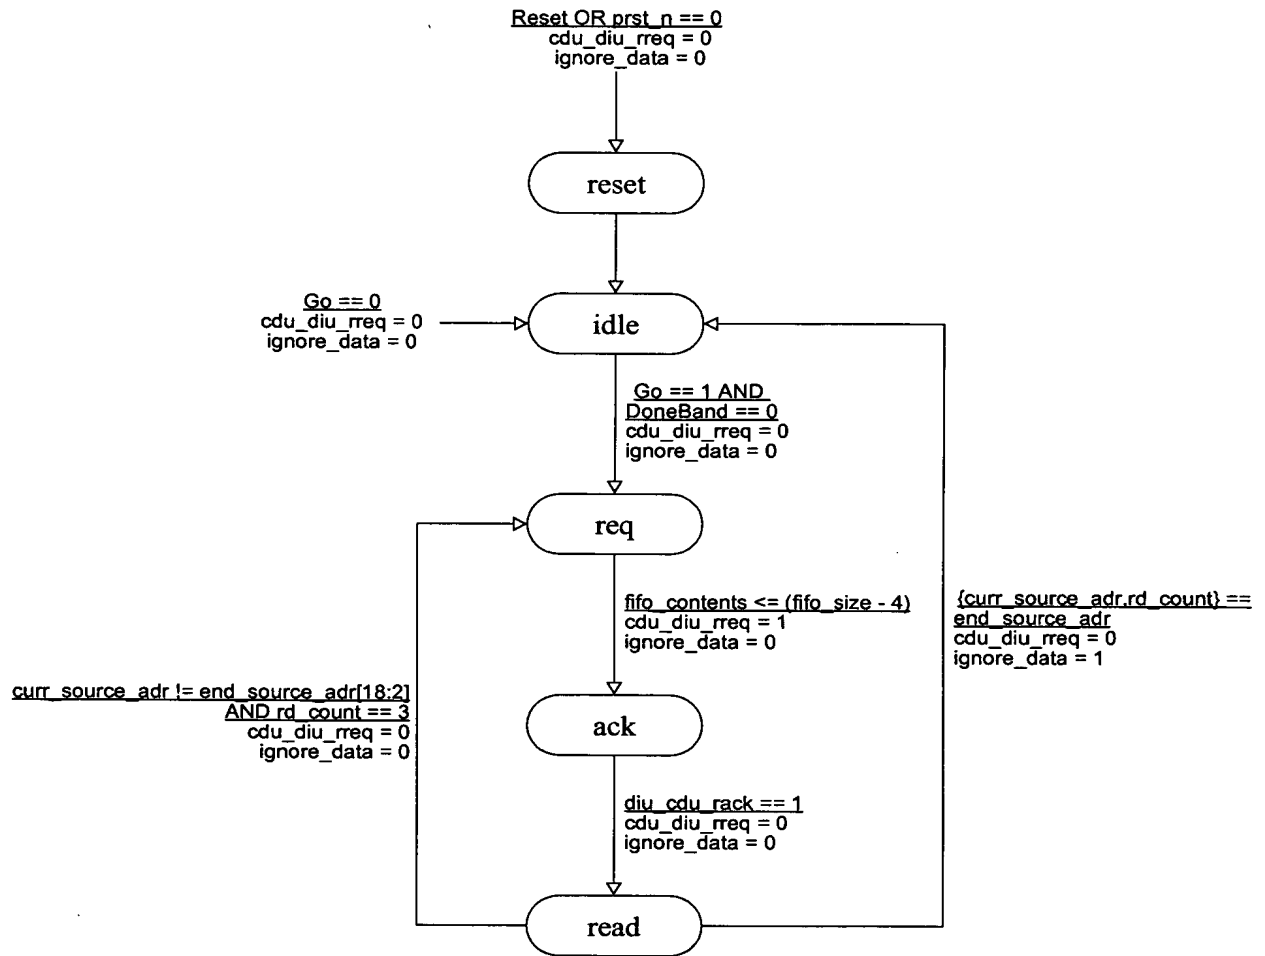 Reset OR prst_n == 0
cdu_diu_rreq = 0
ignore_data = 0
reset
Go == 0
cdu_diu_rreq = 0
ignore_data = 0
idle
Go == 1 AND
DoneBand == 0
cdu_diu_rreq = 0
ignore_data = 0
req
fifo_contents <= (fifo_size - 4)
cdu_diu_rreq = 1
ignore_data = 0
{curr_source_adr,rd_count} ==
end_source_adr
cdu_diu_rreq = 0
ignore_data = 1
curr_source_adr != end_source_adr[18:2]
AND rd_count == 3
cdu_diu_rreq = 0
ignore_data = 0
ack
diu_cdu_rack == 1
cdu_diu_rreq = 0
ignore_data = 0
read